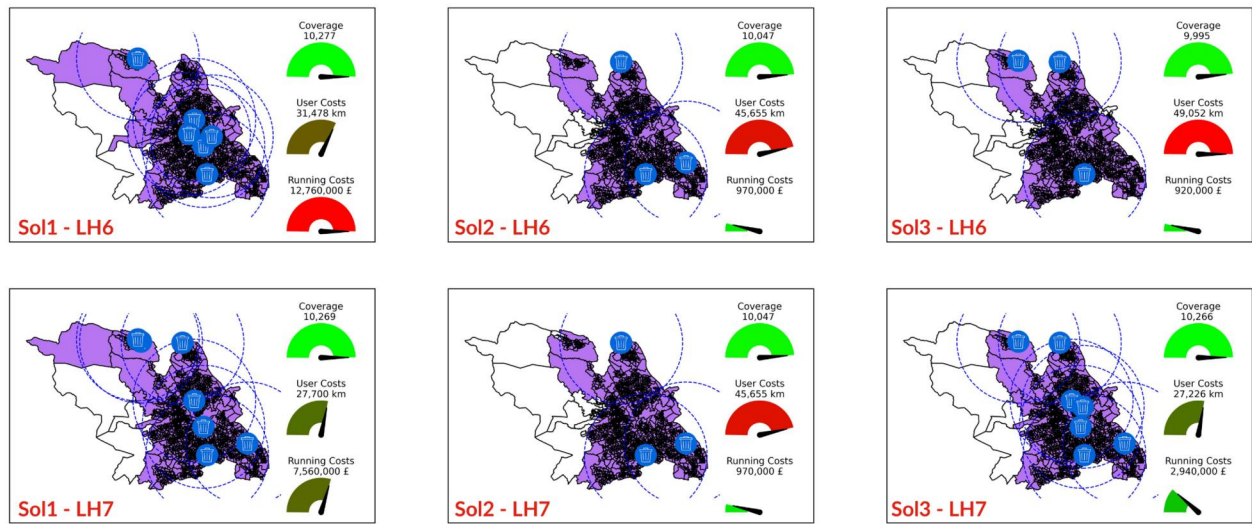 Coverage
10,277
User Costs
31,478 km
Running Costs
12,760,000 £
Sol1 - LH6
Coverage
10,047
User Costs
45,655 km
Running Costs
970,000 £
Sol2 - LH6
Coverage
9,995
User Costs
49,052 km
Running Costs
920,000 £
Sol3 - LH6
Coverage
10,269
User Costs
27,700 km
Running Costs
7,560,000 £
Sol1 - LH7
Coverage
10,047
User Costs
45,655 km
Running Costs
970,000 £
Sol2 - LH7
Coverage
10,266
User Costs
27,226 km
Running Costs
2,940,000 £
Sol3 - LH7